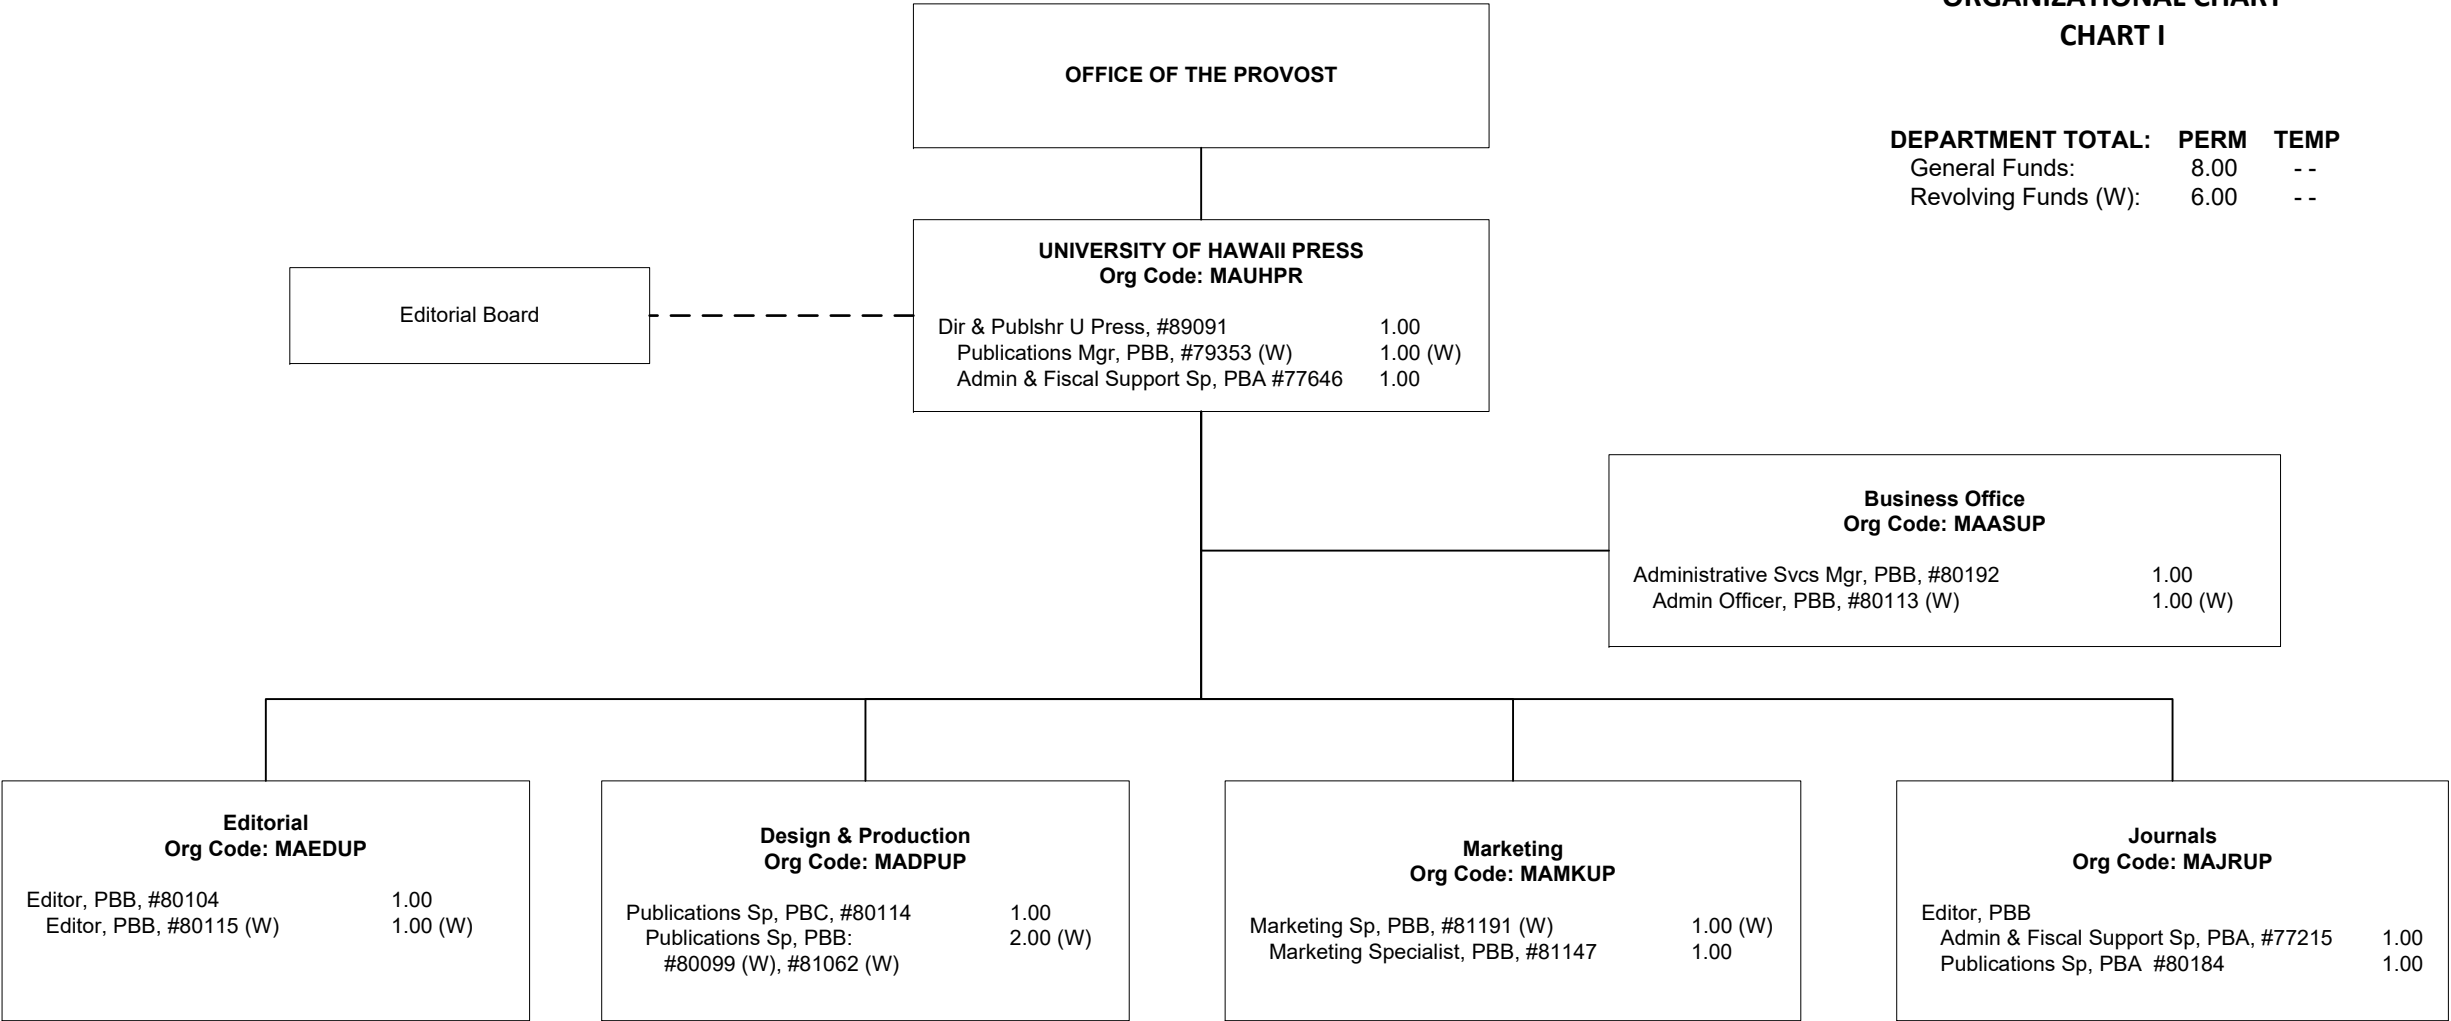 ORGANIZATIONAL CHART
CHART I
OFFICE OF THE PROVOST
DEPARTMENT TOTAL: PERM TEMP
General Funds: 8.00 - -
Revolving Funds (W): 6.00 - -
UNIVERSITY OF HAWAII PRESS
Org Code: MAUHPR
Dir & Publshr U Press, #89091 1.00
Publications Mgr, PBB, #79353 (W) 1.00 (W)
Admin & Fiscal Support Sp, PBA #77646 1.00
Editorial Board
Business Office
Org Code: MAASUP
Administrative Svcs Mgr, PBB, #80192 1.00
Admin Officer, PBB, #80113 (W) 1.00 (W)
Editorial
Org Code: MAEDUP
Editor, PBB, #80104 1.00
Editor, PBB, #80115 (W) 1.00 (W)
Design & Production
Org Code: MADPUP
Publications Sp, PBC, #80114 1.00
Publications Sp, PBB: 2.00 (W)
#80099 (W), #81062 (W)
Marketing
Org Code: MAMKUP
Marketing Sp, PBB, #81191 (W) 1.00 (W)
Marketing Specialist, PBB, #81147 1.00
Journals
Org Code: MAJRUP
Editor, PBB
Admin & Fiscal Support Sp, PBA, #77215 1.00
Publications Sp, PBA #80184 1.00